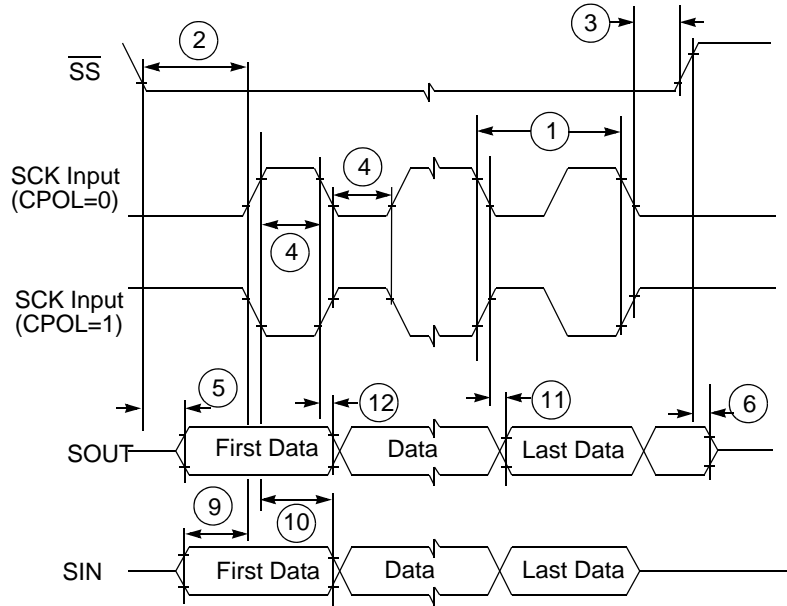 2
3
SS
1
SCK Input
(CPOL=0)
4
4
SCK Input
(CPOL=1)
5
12
11
6
SOUT
First Data
Data
Last Data
9
10
SIN
First Data
Data
Last Data